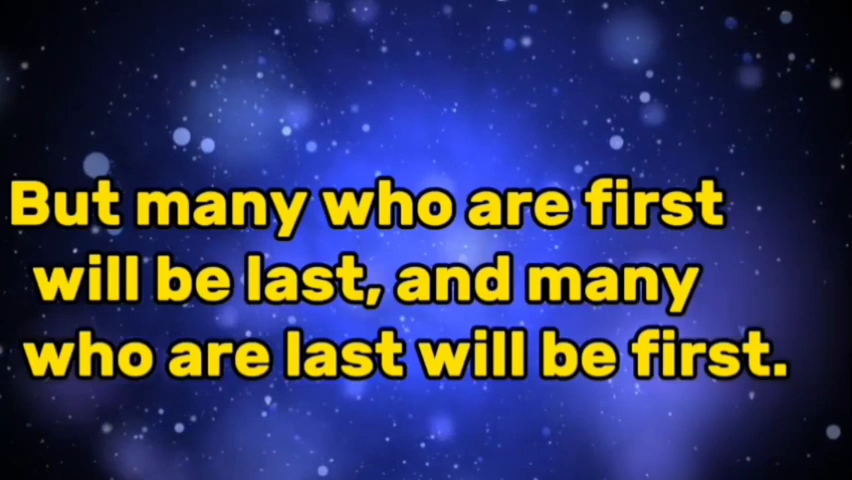 But many who are first
will be last, and many
who are last will be first.